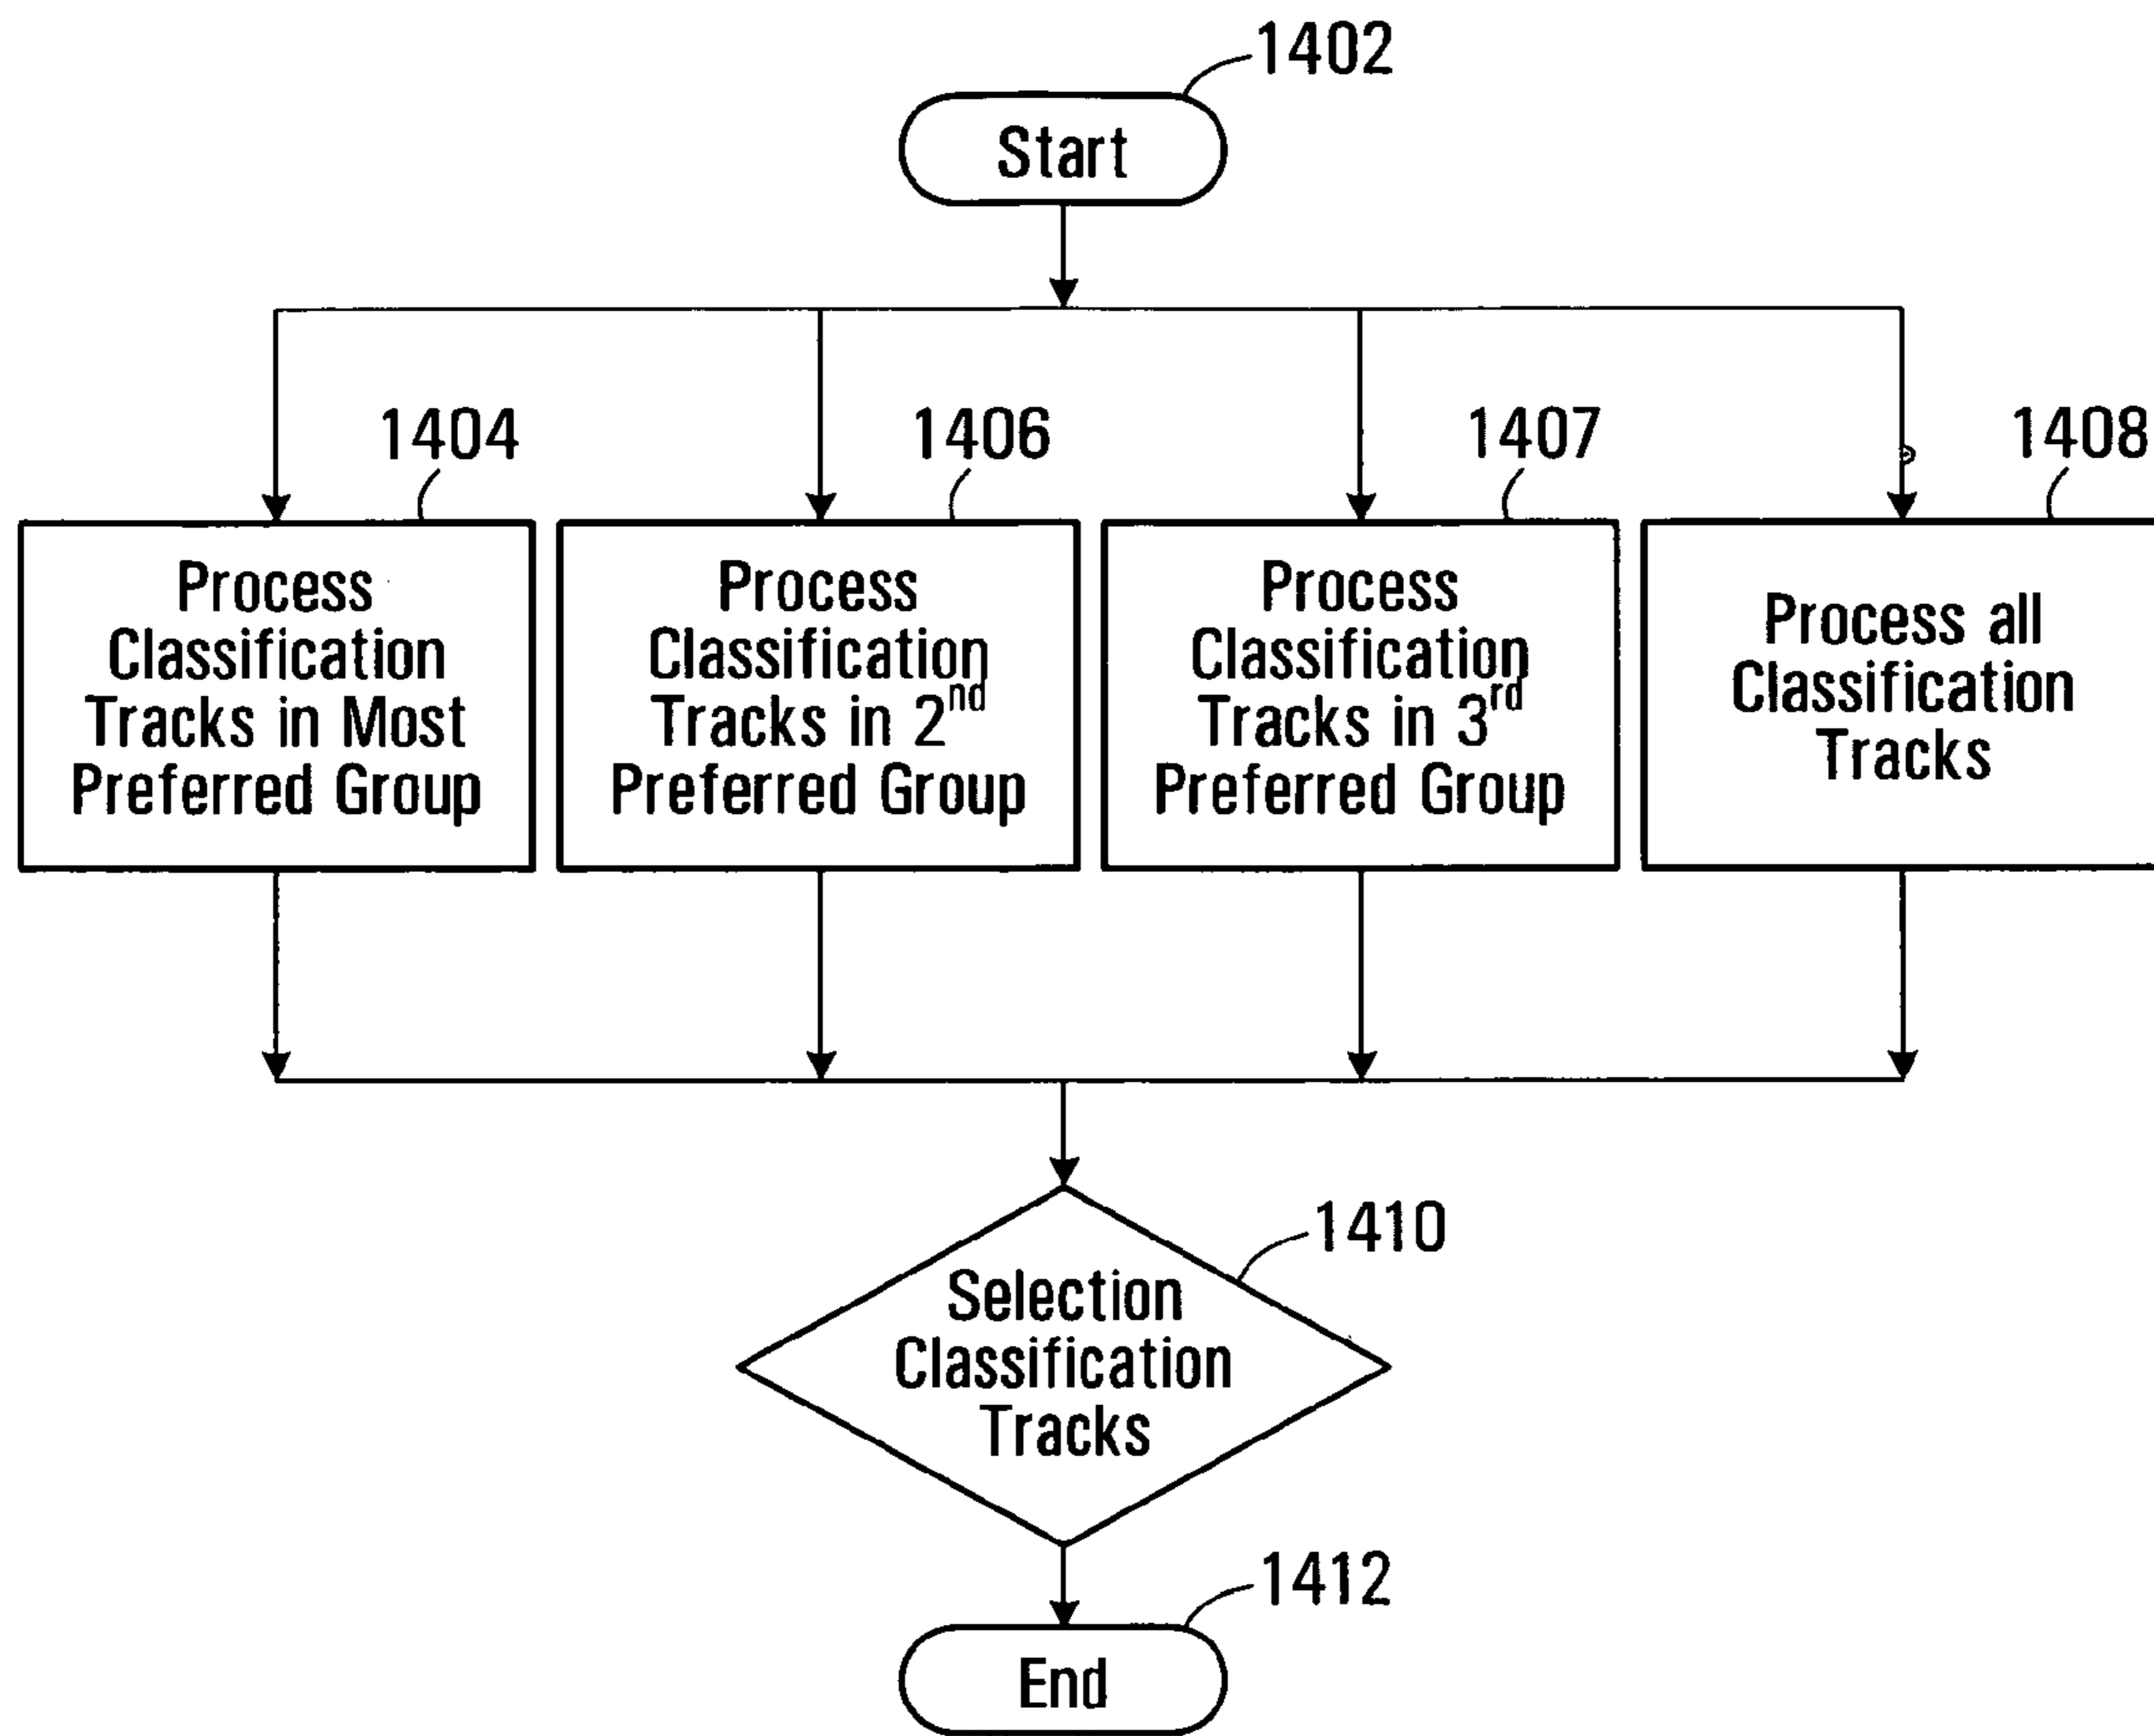 1402
Start
1404
1406
1407
1408
Process
Classification
Tracks in Most
Preferred Group
Process
Classification
Tracks in 2nd
Preferred Group
Process
Classification
Tracks in 3rd
Preferred Group
Process all
Classification
Tracks
1410
Selection
Classification
Tracks
1412
End